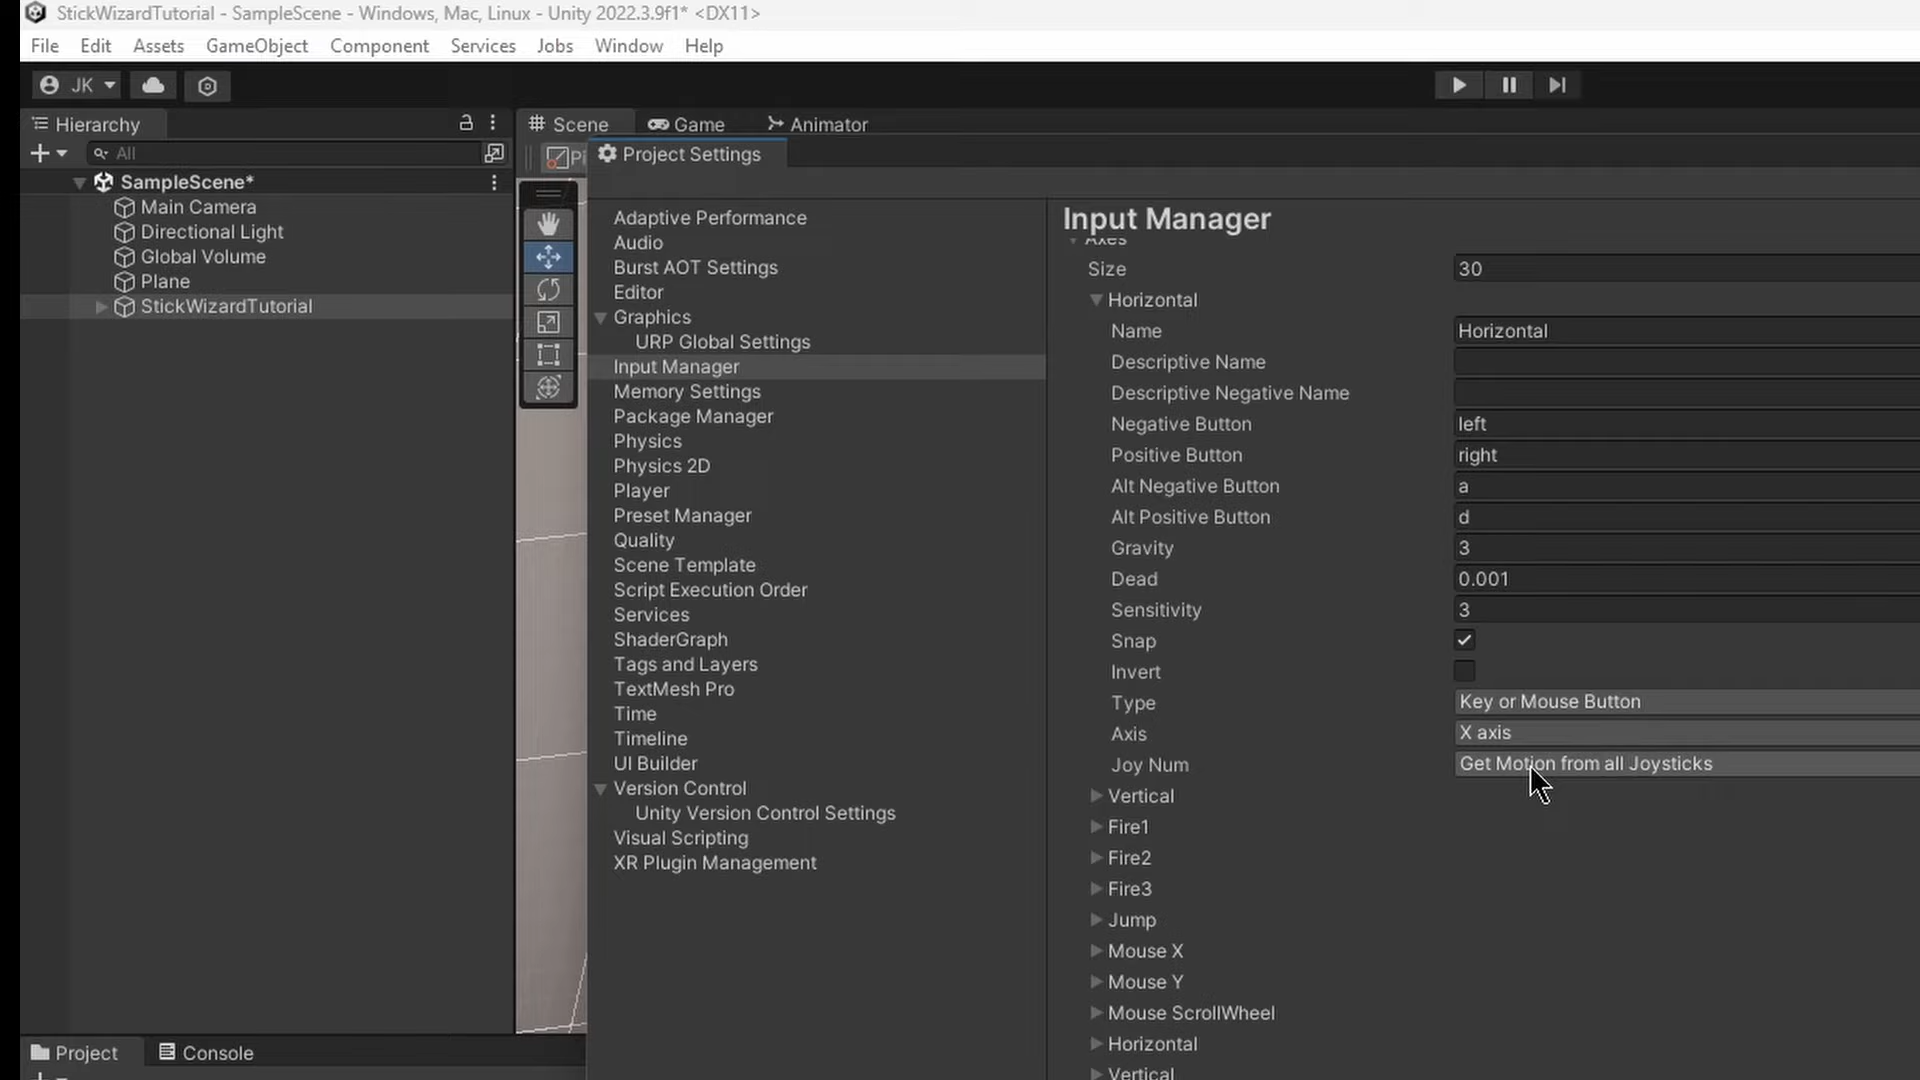 StickWizardTutorial - SampleScene - Windows, Mac, Linux - Unity 2022.3.9f1* <DX11>
File Edit Assets GameObject Component Services Jobs Window Help
JK
Hierarchy
All
SampleScene*
Main Camera
Directional Light
Global Volume
Plane
StickWizardTutorial
Scene Game Animator
Pi
Project Settings
Adaptive Performance
Audio
Burst AOT Settings
Editor
Graphics
URP Global Settings
Input Manager
Memory Settings
Package Manager
Physics
Physics 2D
Player
Preset Manager
Quality
Scene Template
Script Execution Order
Services
ShaderGraph
Tags and Layers
TextMesh Pro
Time
Timeline
UI Builder
Version Control
Unity Version Control Settings
Visual Scripting
XR Plugin Management
Input Manager
Axes
Size 30
Horizontal
Name Horizontal
Descriptive Name
Descriptive Negative Name
Negative Button left
Positive Button right
Alt Negative Button a
Alt Positive Button d
Gravity 3
Dead 0.001
Sensitivity 3
Snap
Invert
Type Key or Mouse Button
Axis X axis
Joy Num Get Motion from all Joysticks
Vertical
Fire1
Fire2
Fire3
Jump
Mouse X
Mouse Y
Mouse ScrollWheel
Horizontal
Vertical
Project Console